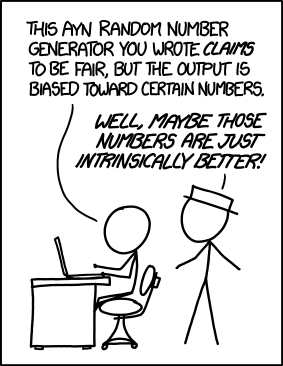 THIS AYN RANDOM NUMBER
GENERATOR YOU WROTE CLAIMS
TO BE FAIR, BUT THE OUTPUT IS
BIASED TOWARD CERTAIN NUMBERS.
WELL, MAYBE THOSE
NUMBERS ARE JUST
INTRINSICALLY BETTER!